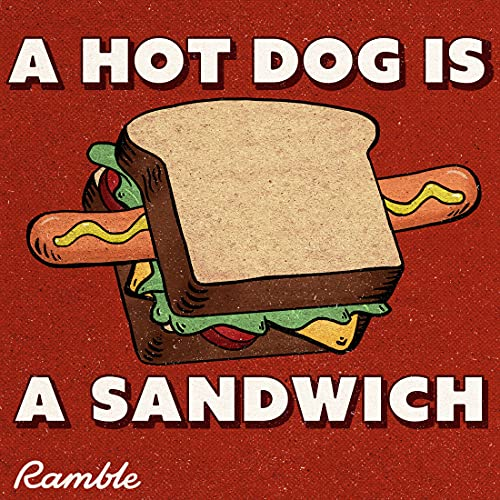 A HOT DOG IS
A SANDWICH
Ramble